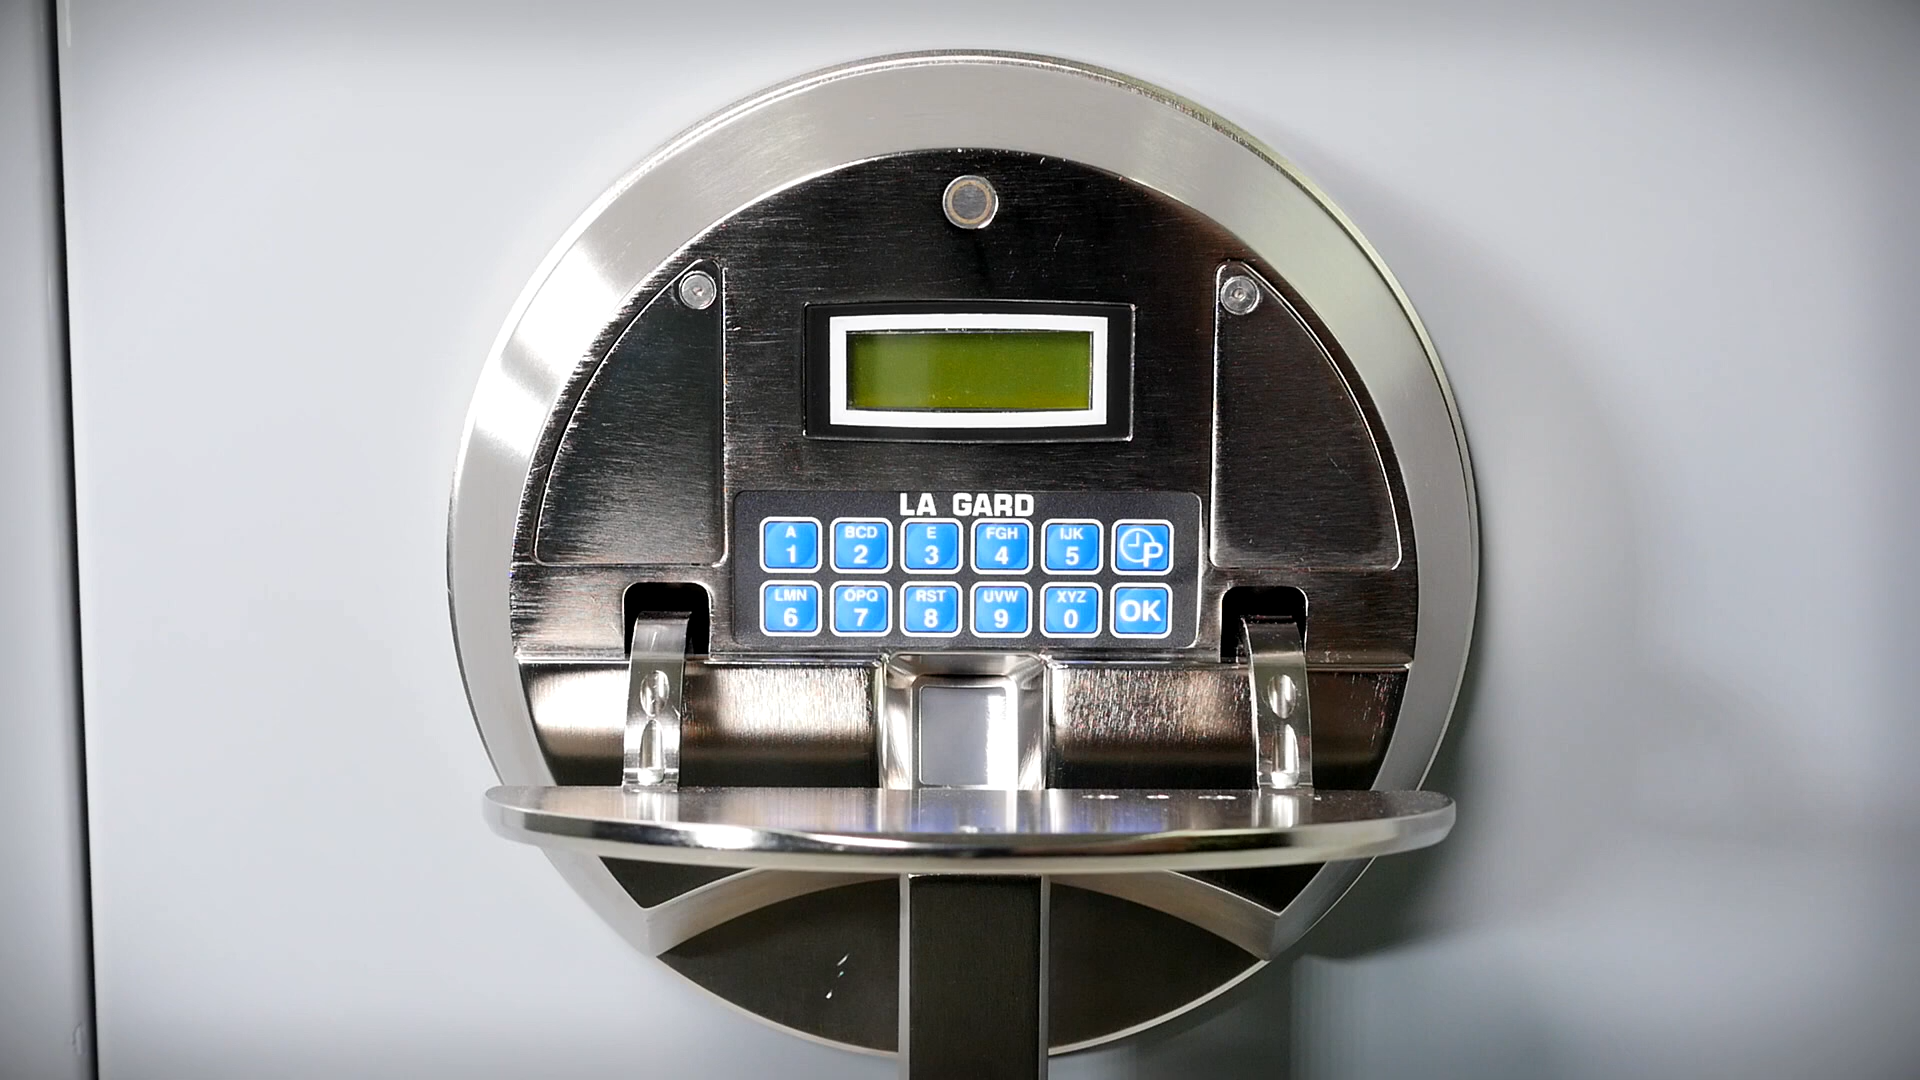 LA GARD
A BCD E FGH IJK
1 2 3 4 5 P
LMN OPQ RST UVW XYZ
6 7 8 9 0 OK